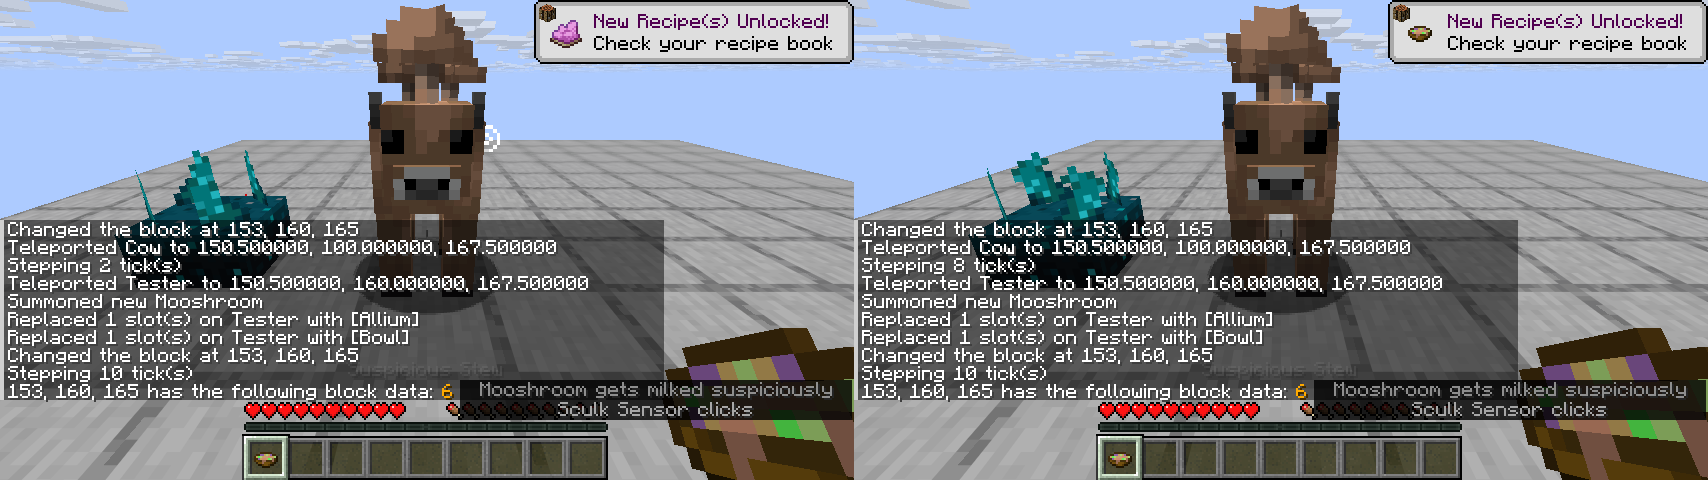 New Recipe(s) Unlocked!
Check your recipe book
Changed the block at 153, 160, 165
Teleported Cow to 150.500000, 100.000000, 167.500000
Stepping 2 tick(s)
Teleported Tester to 150.500000, 160.000000, 167.500000
Summoned new Mooshroom
Replaced 1 slot(s) on Tester with [Allium]
Replaced 1 slot(s) on Tester with [Bowl]
Changed the block at 153, 160, 165
Stepping 10 tick(s)
Suspicious Stew
153, 160, 165 has the following block data: 6
Mooshroom gets milked suspiciously
Sculk Sensor clicks
New Recipe(s) Unlocked!
Check your recipe book
Changed the block at 153, 160, 165
Teleported Cow to 150.500000, 100.000000, 167.500000
Stepping 8 tick(s)
Teleported Tester to 150.500000, 160.000000, 167.500000
Summoned new Mooshroom
Replaced 1 slot(s) on Tester with [Allium]
Replaced 1 slot(s) on Tester with [Bowl]
Changed the block at 153, 160, 165
Stepping 10 tick(s)
Suspicious Stew
153, 160, 165 has the following block data: 6
Mooshroom gets milked suspiciously
Sculk Sensor clicks